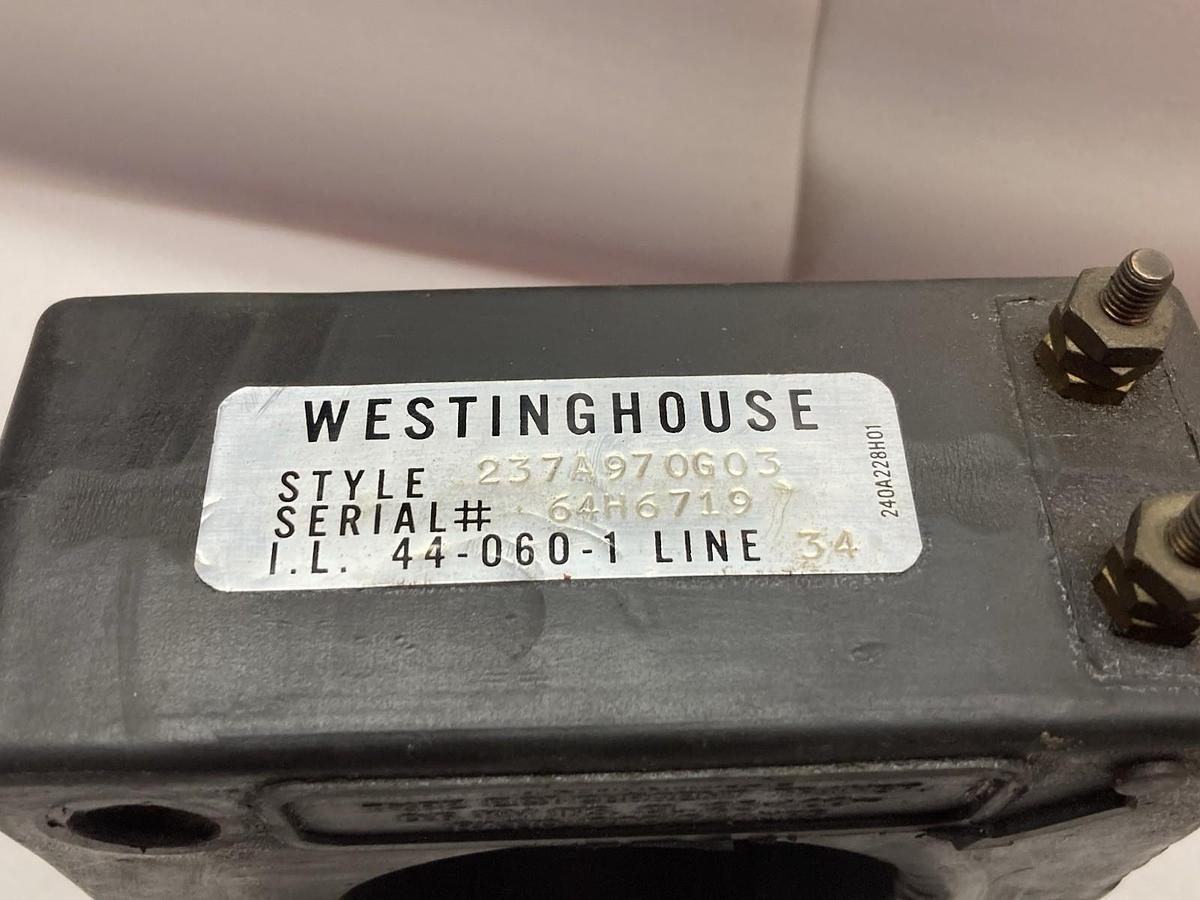 WESTINGHOUSE
STYLE 237A970G03
SERIAL# 64H6719
I.L. 44-060-1 LINE 34
240A228H01